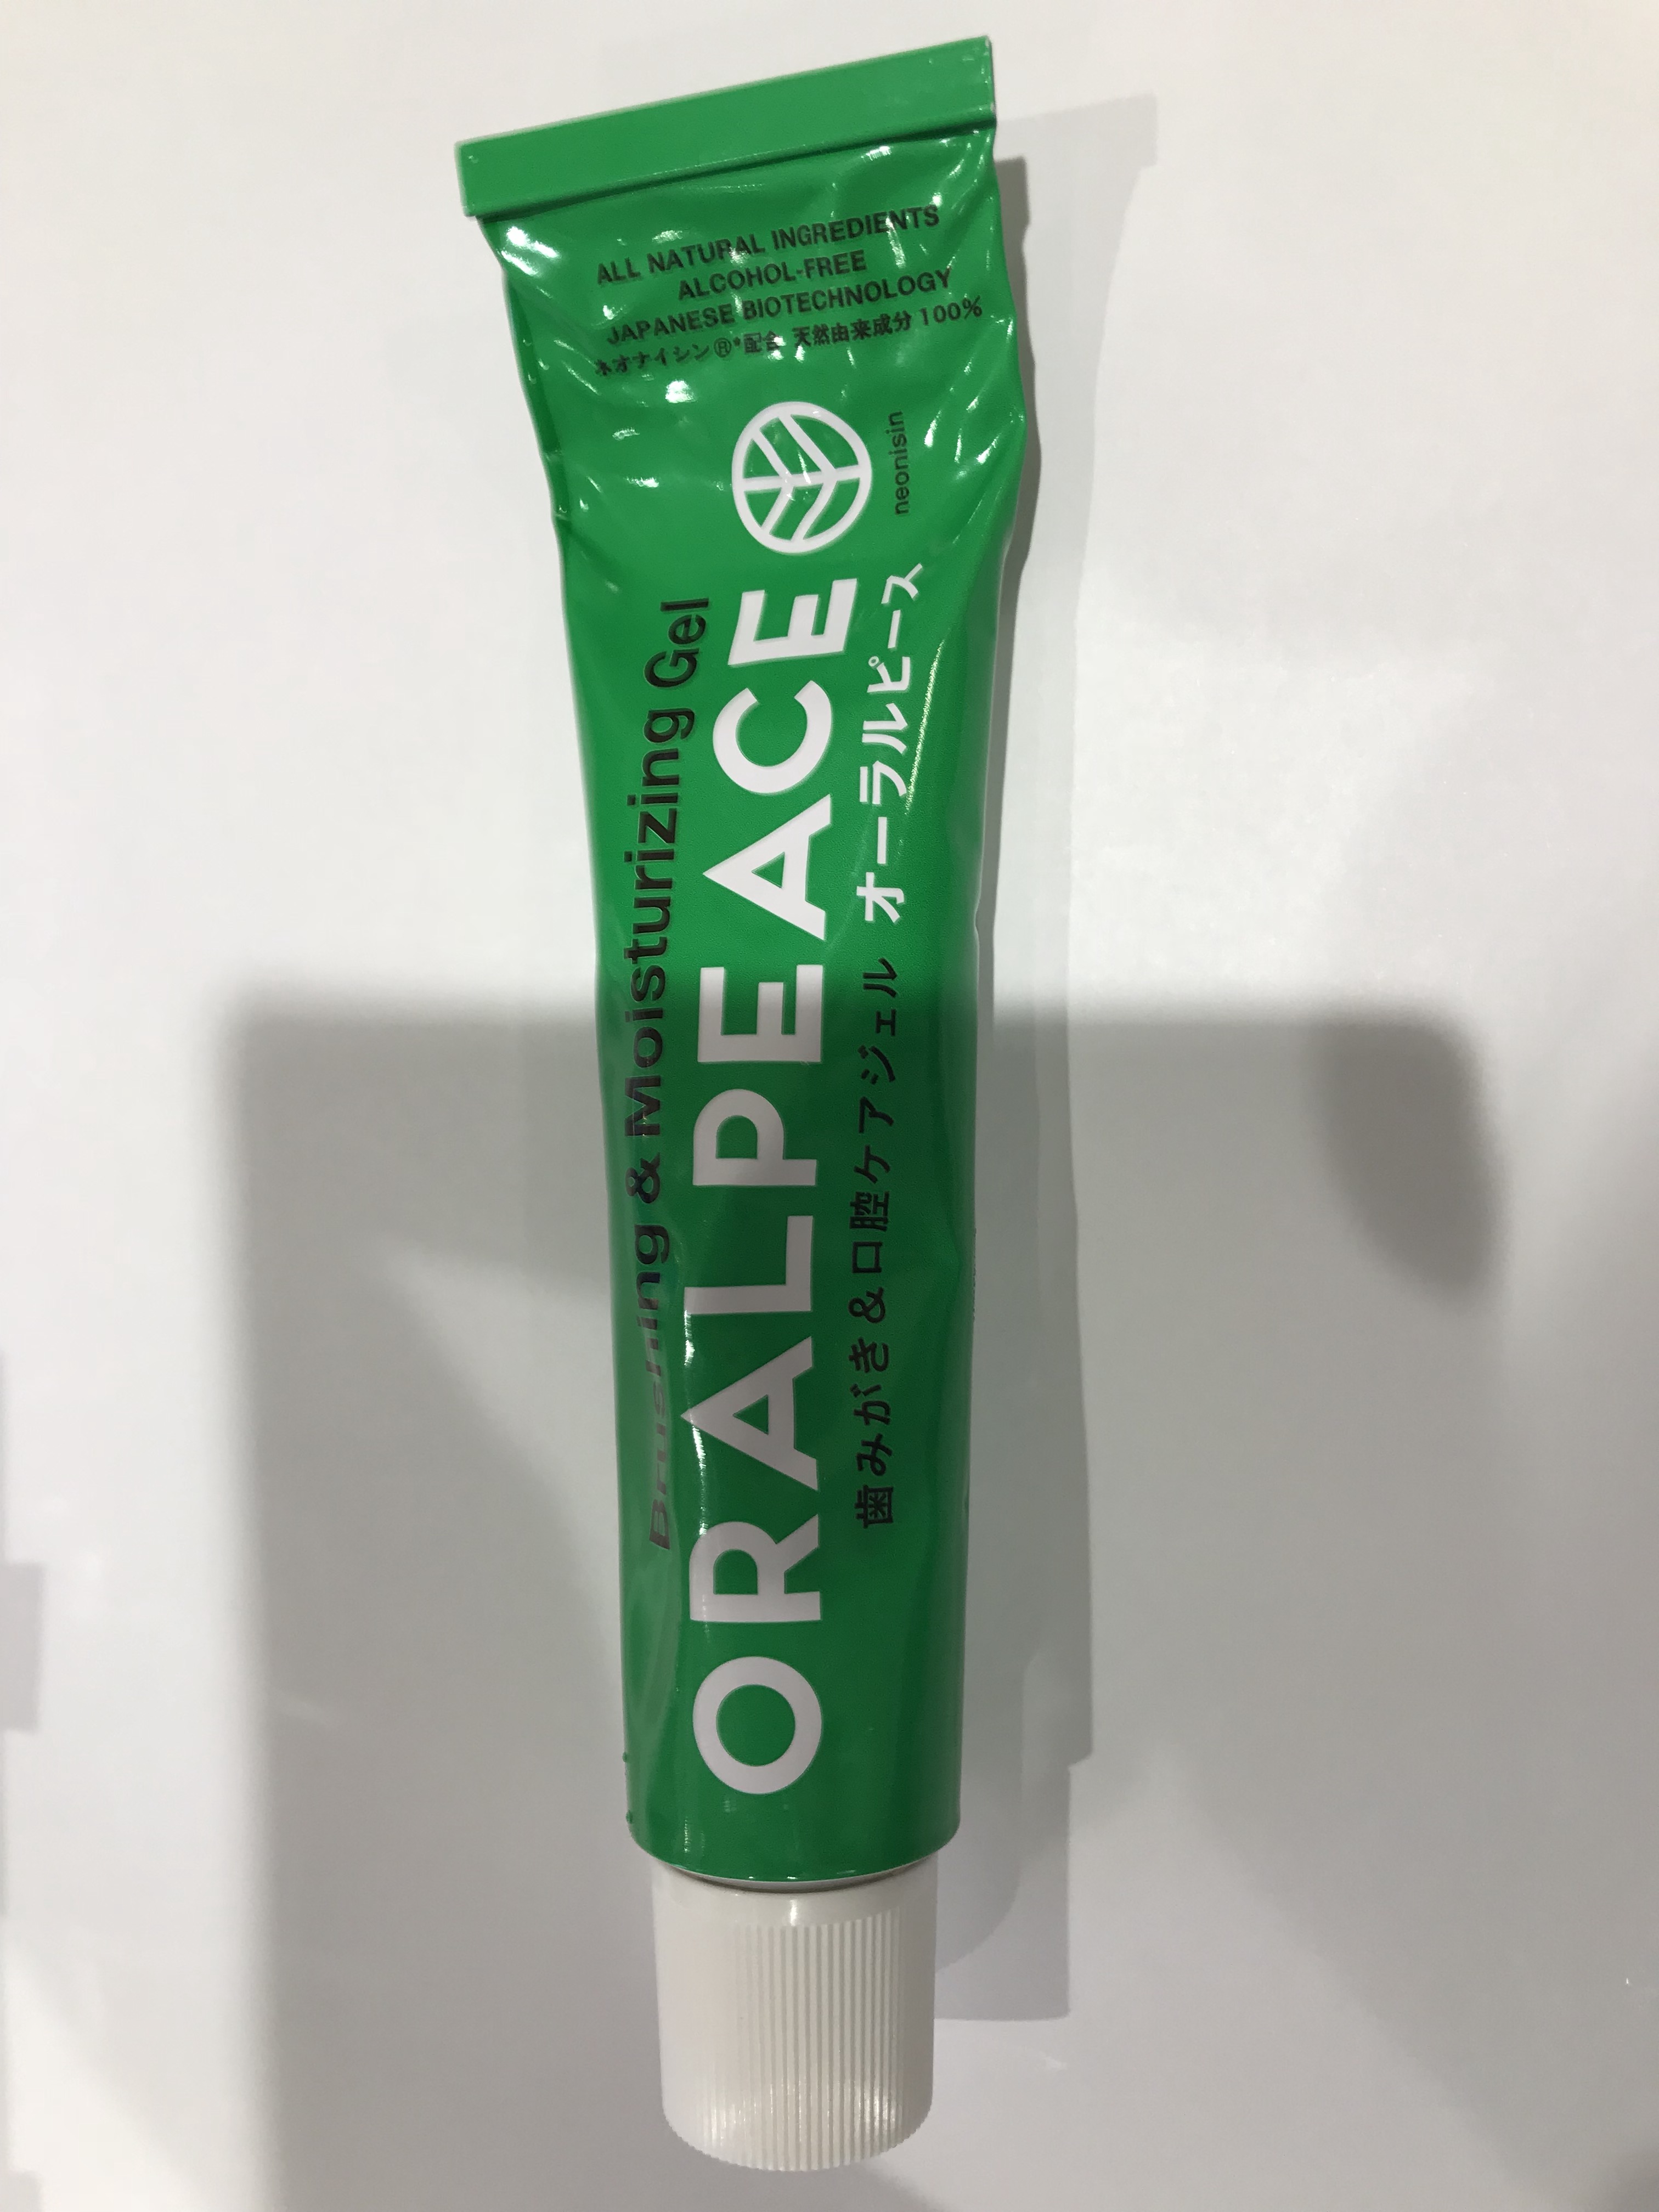 ALL NATURAL INGREDIENTS
ALCOHOL-FREE
JAPANESE BIOTECHNOLOGY
ネオナイシン®*配合 天然由来成分 100%
Brushing & Moisturizing Gel
ORALPEACE
neonisin
歯みがき&口腔ケアジェル オーラルピース